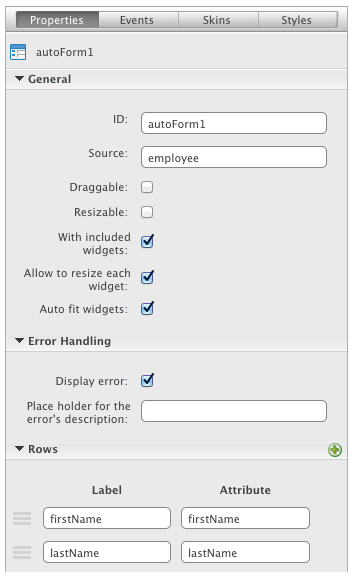 Properties Events Skins Styles
autoForm1
General
ID: autoForm1
Source: employee
Draggable:
Resizable:
With included
widgets:
Allow to resize each
widget:
Auto fit widgets:
Error Handling
Display error:
Place holder for the
error's description:
Rows
Label Attribute
firstName firstName
lastName lastName